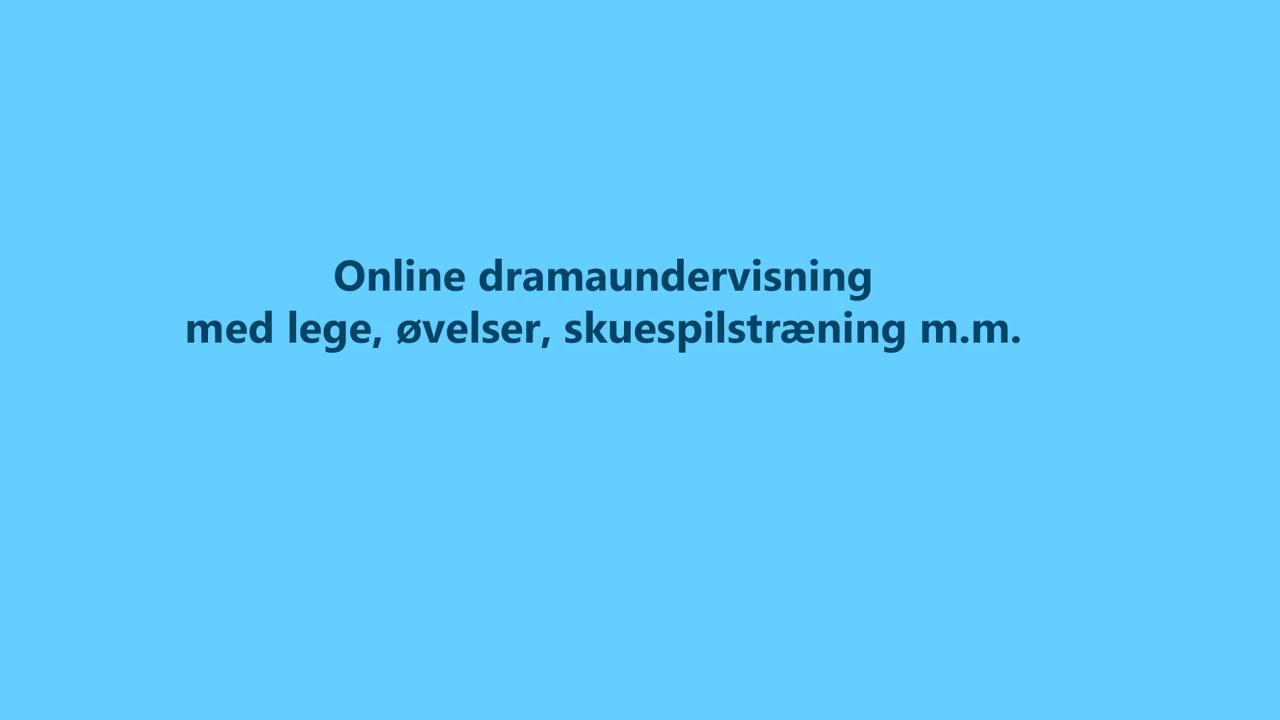 Online dramaundervisning
med lege, øvelser, skuespilstræning m.m.